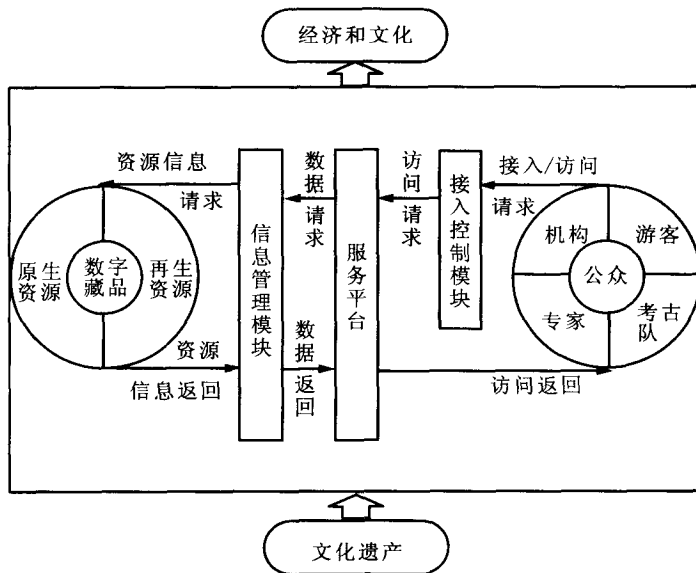 经济和文化
资源信息
请求
数据
请求
访问
请求
接入/访问
请求
原生
资源
数字
藏品
再生
资源
信息管理模块
服务平台
接入控制模块
机构
游客
公众
专家
考古
队
资源
信息返回
数据
返回
访问返回
文化遗产